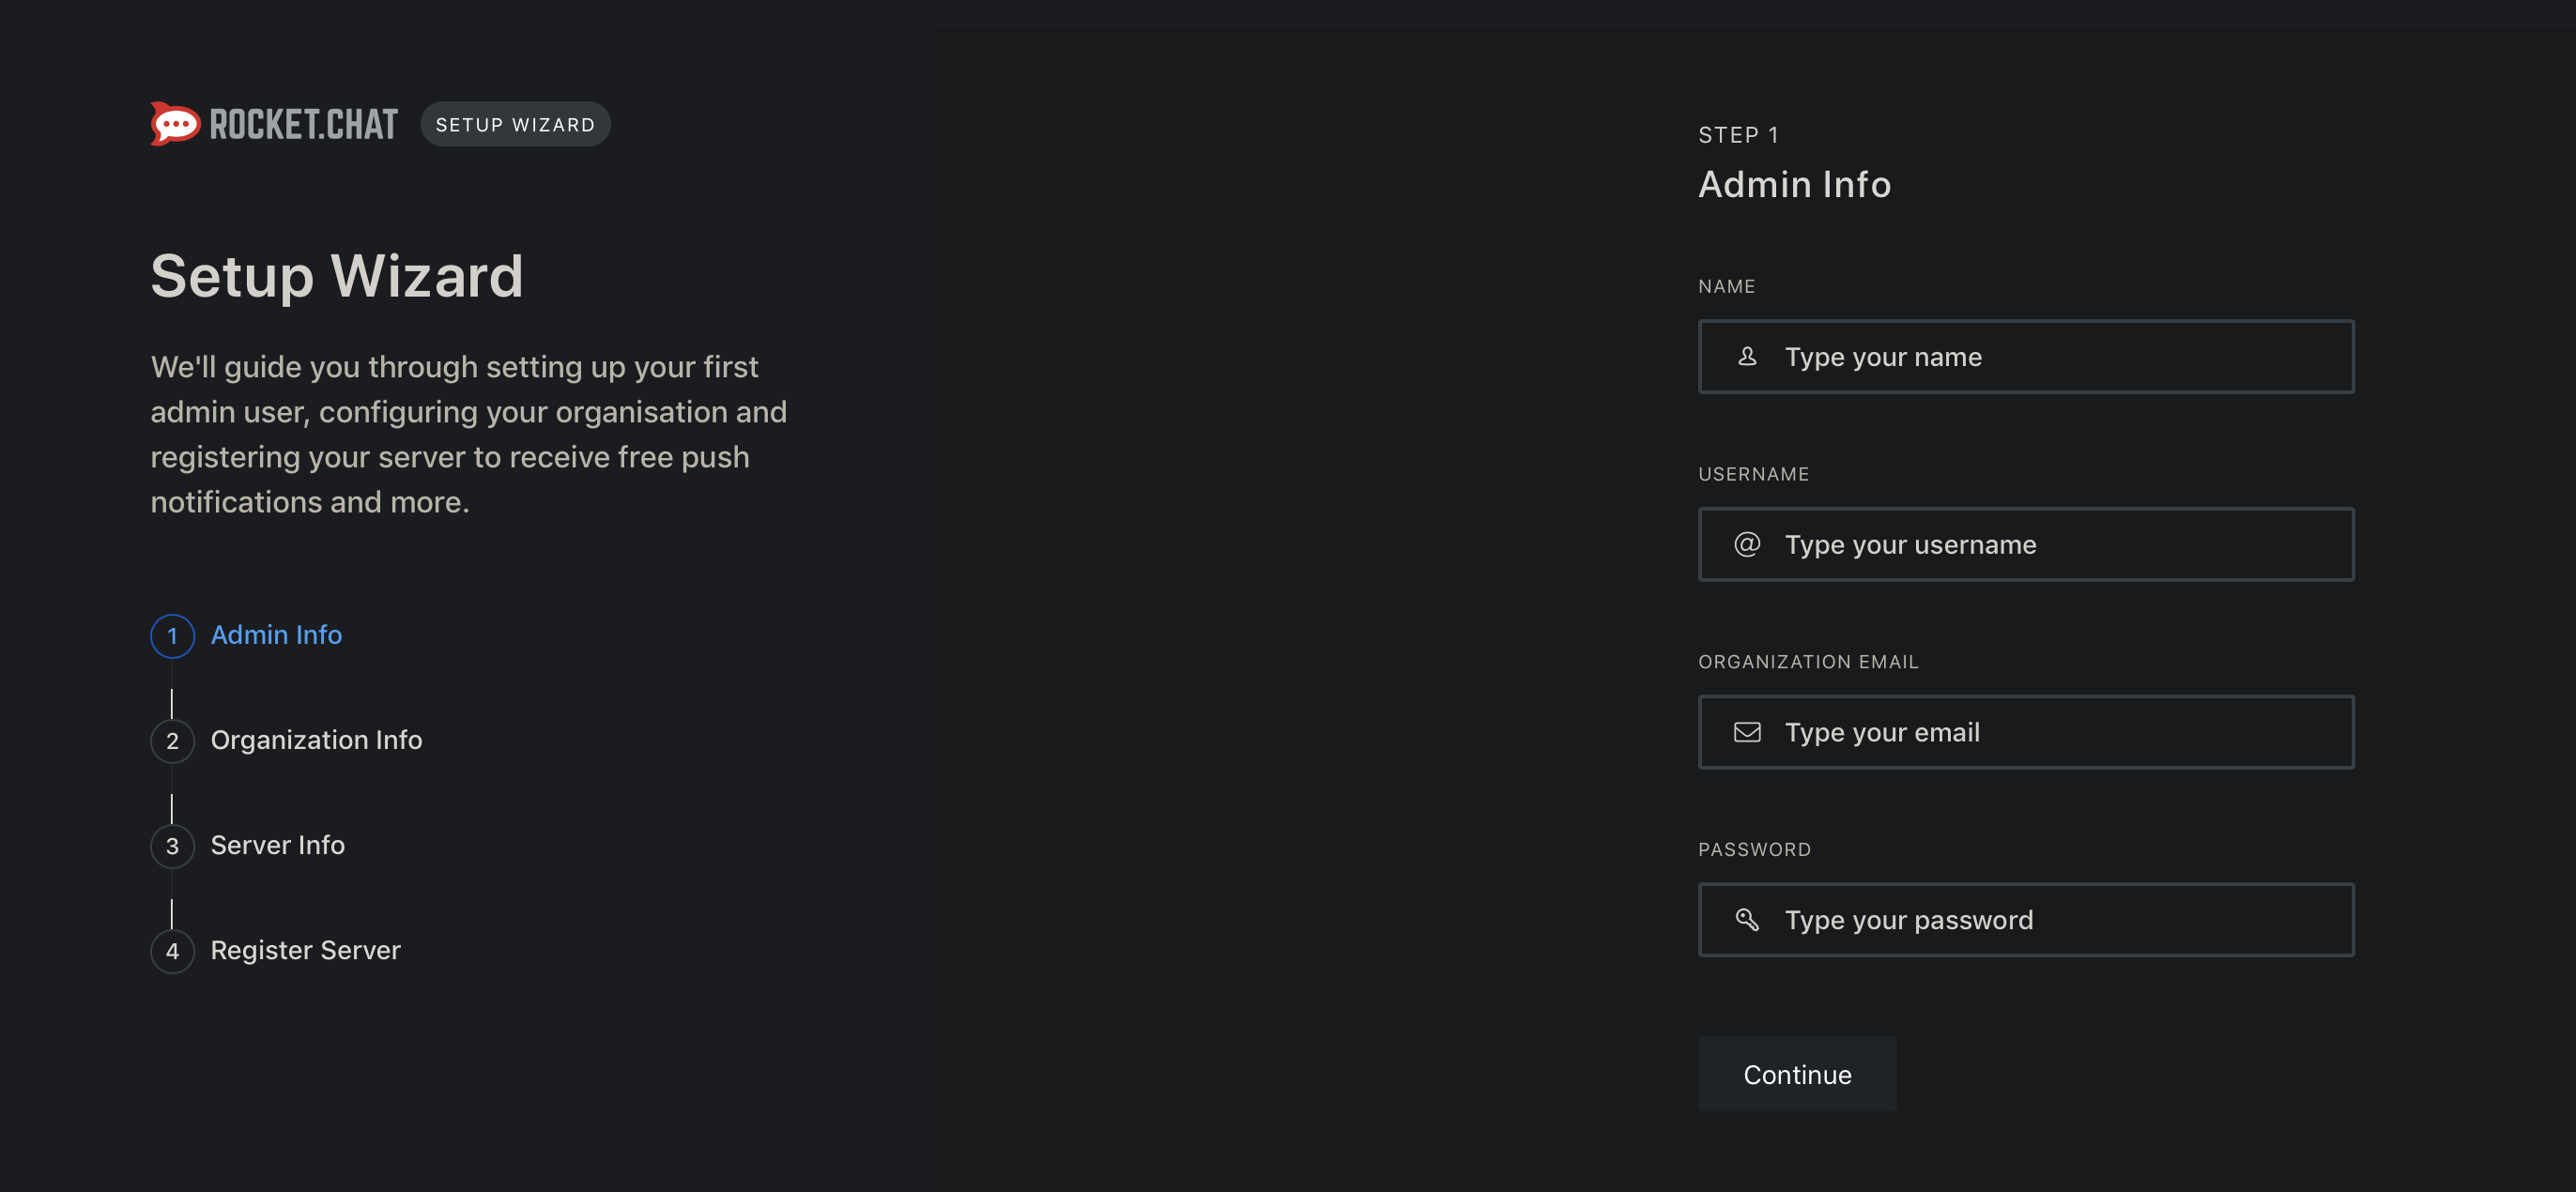 ROCKET.CHAT SETUP WIZARD
Setup Wizard
We'll guide you through setting up your first
admin user, configuring your organisation and
registering your server to receive free push
notifications and more.
1 Admin Info
2 Organization Info
3 Server Info
4 Register Server
STEP 1
Admin Info
NAME
Type your name
USERNAME
@ Type your username
ORGANIZATION EMAIL
Type your email
PASSWORD
Type your password
Continue